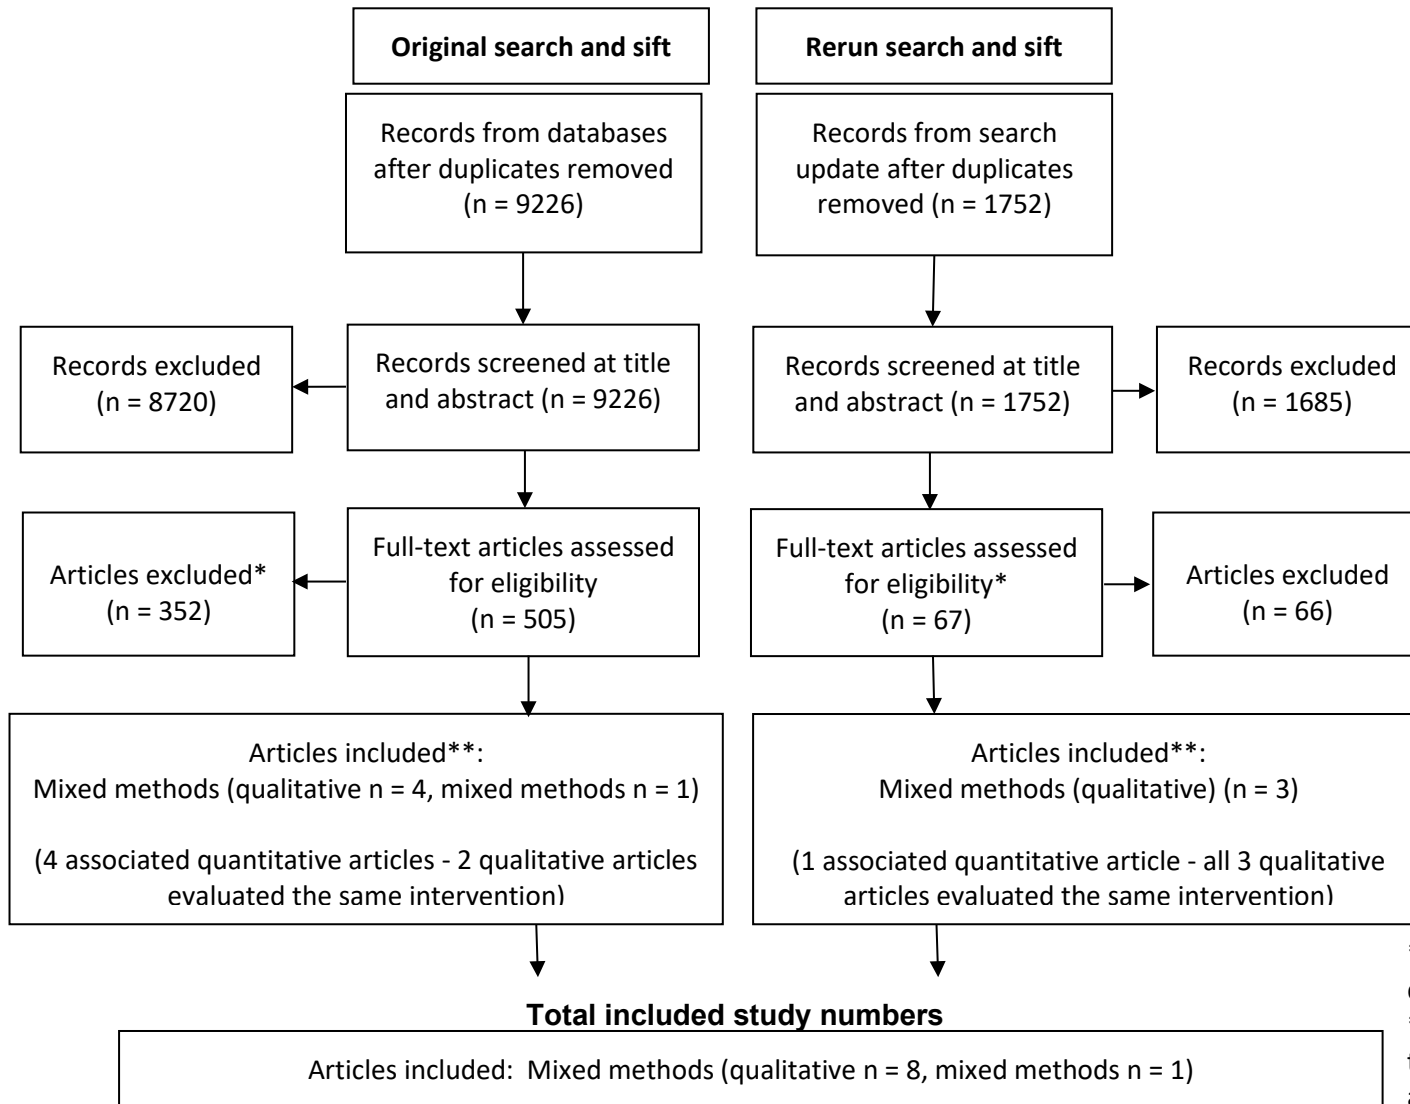 Original search and sift
Rerun search and sift
Records from databases
after duplicates removed
(n = 9226)
Records from search
update after duplicates
removed (n = 1752)
Records excluded
(n = 8720)
Records screened at title
and abstract (n = 9226)
Records screened at title
and abstract (n = 1752)
Records excluded
(n = 1685)
Articles excluded*
(n = 352)
Full-text articles assessed
for eligibility
(n = 505)
Full-text articles assessed
for eligibility*
(n = 67)
Articles excluded
(n = 66)
Articles included**:
Mixed methods (qualitative n = 4, mixed methods n = 1)
(4 associated quantitative articles - 2 qualitative articles
evaluated the same intervention)
Articles included**:
Mixed methods (qualitative) (n = 3)
(1 associated quantitative article - all 3 qualitative
articles evaluated the same intervention)
Total included study numbers
Articles included:  Mixed methods (qualitative n = 8, mixed methods n = 1)